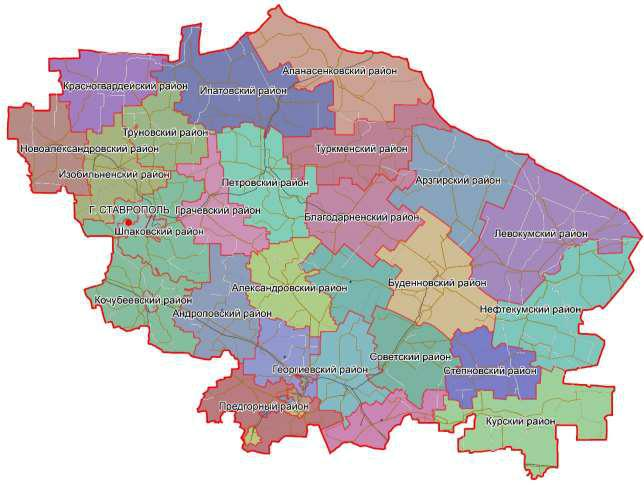 Апанасенковский район
Красногвардейский район
Ипатовский район
Труновский район
Новоалександровский район
Туркменский район
Изобильненский район
Петровский район
Арзгирский район
Г. СТАВРОПОЛЬ
Грачевский район
Благодарненский район
Шпаковский район
Левокумский район
Александровский район
Буденновский район
Кочубеевский район
Андроповский район
Нефтекумский район
Советский район
Георгиевский район
Степновский район
Предгорный район
Курский район